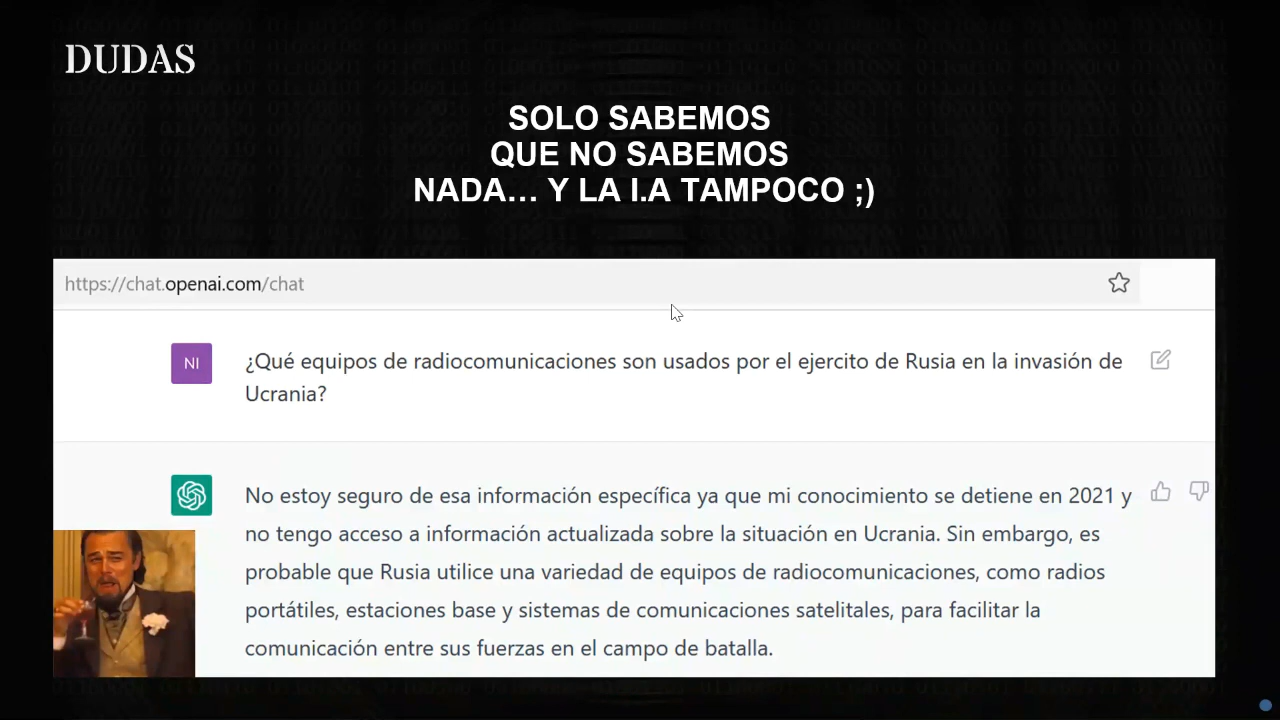 DUDAS
SOLO SABEMOS
QUE NO SABEMOS
NADA... Y LA I.A TAMPOCO ;)
https://chat.openai.com/chat
NI
¿Qué equipos de radiocomunicaciones son usados por el ejercito de Rusia en la invasión de
Ucrania?
No estoy seguro de esa información específica ya que mi conocimiento se detiene en 2021 y
no tengo acceso a información actualizada sobre la situación en Ucrania. Sin embargo, es
probable que Rusia utilice una variedad de equipos de radiocomunicaciones, como radios
portátiles, estaciones base y sistemas de comunicaciones satelitales, para facilitar la
comunicación entre sus fuerzas en el campo de batalla.